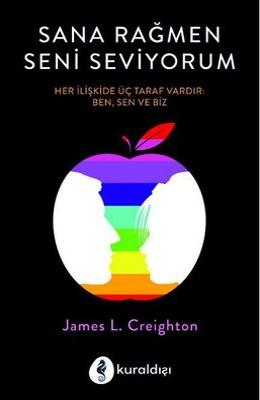 SANA RAĞMEN
SENİ SEVİYORUM
HER İLİŞKİDE ÜÇ TARAF VARDIR:
BEN, SEN VE BİZ
James L. Creighton
kuraldışı